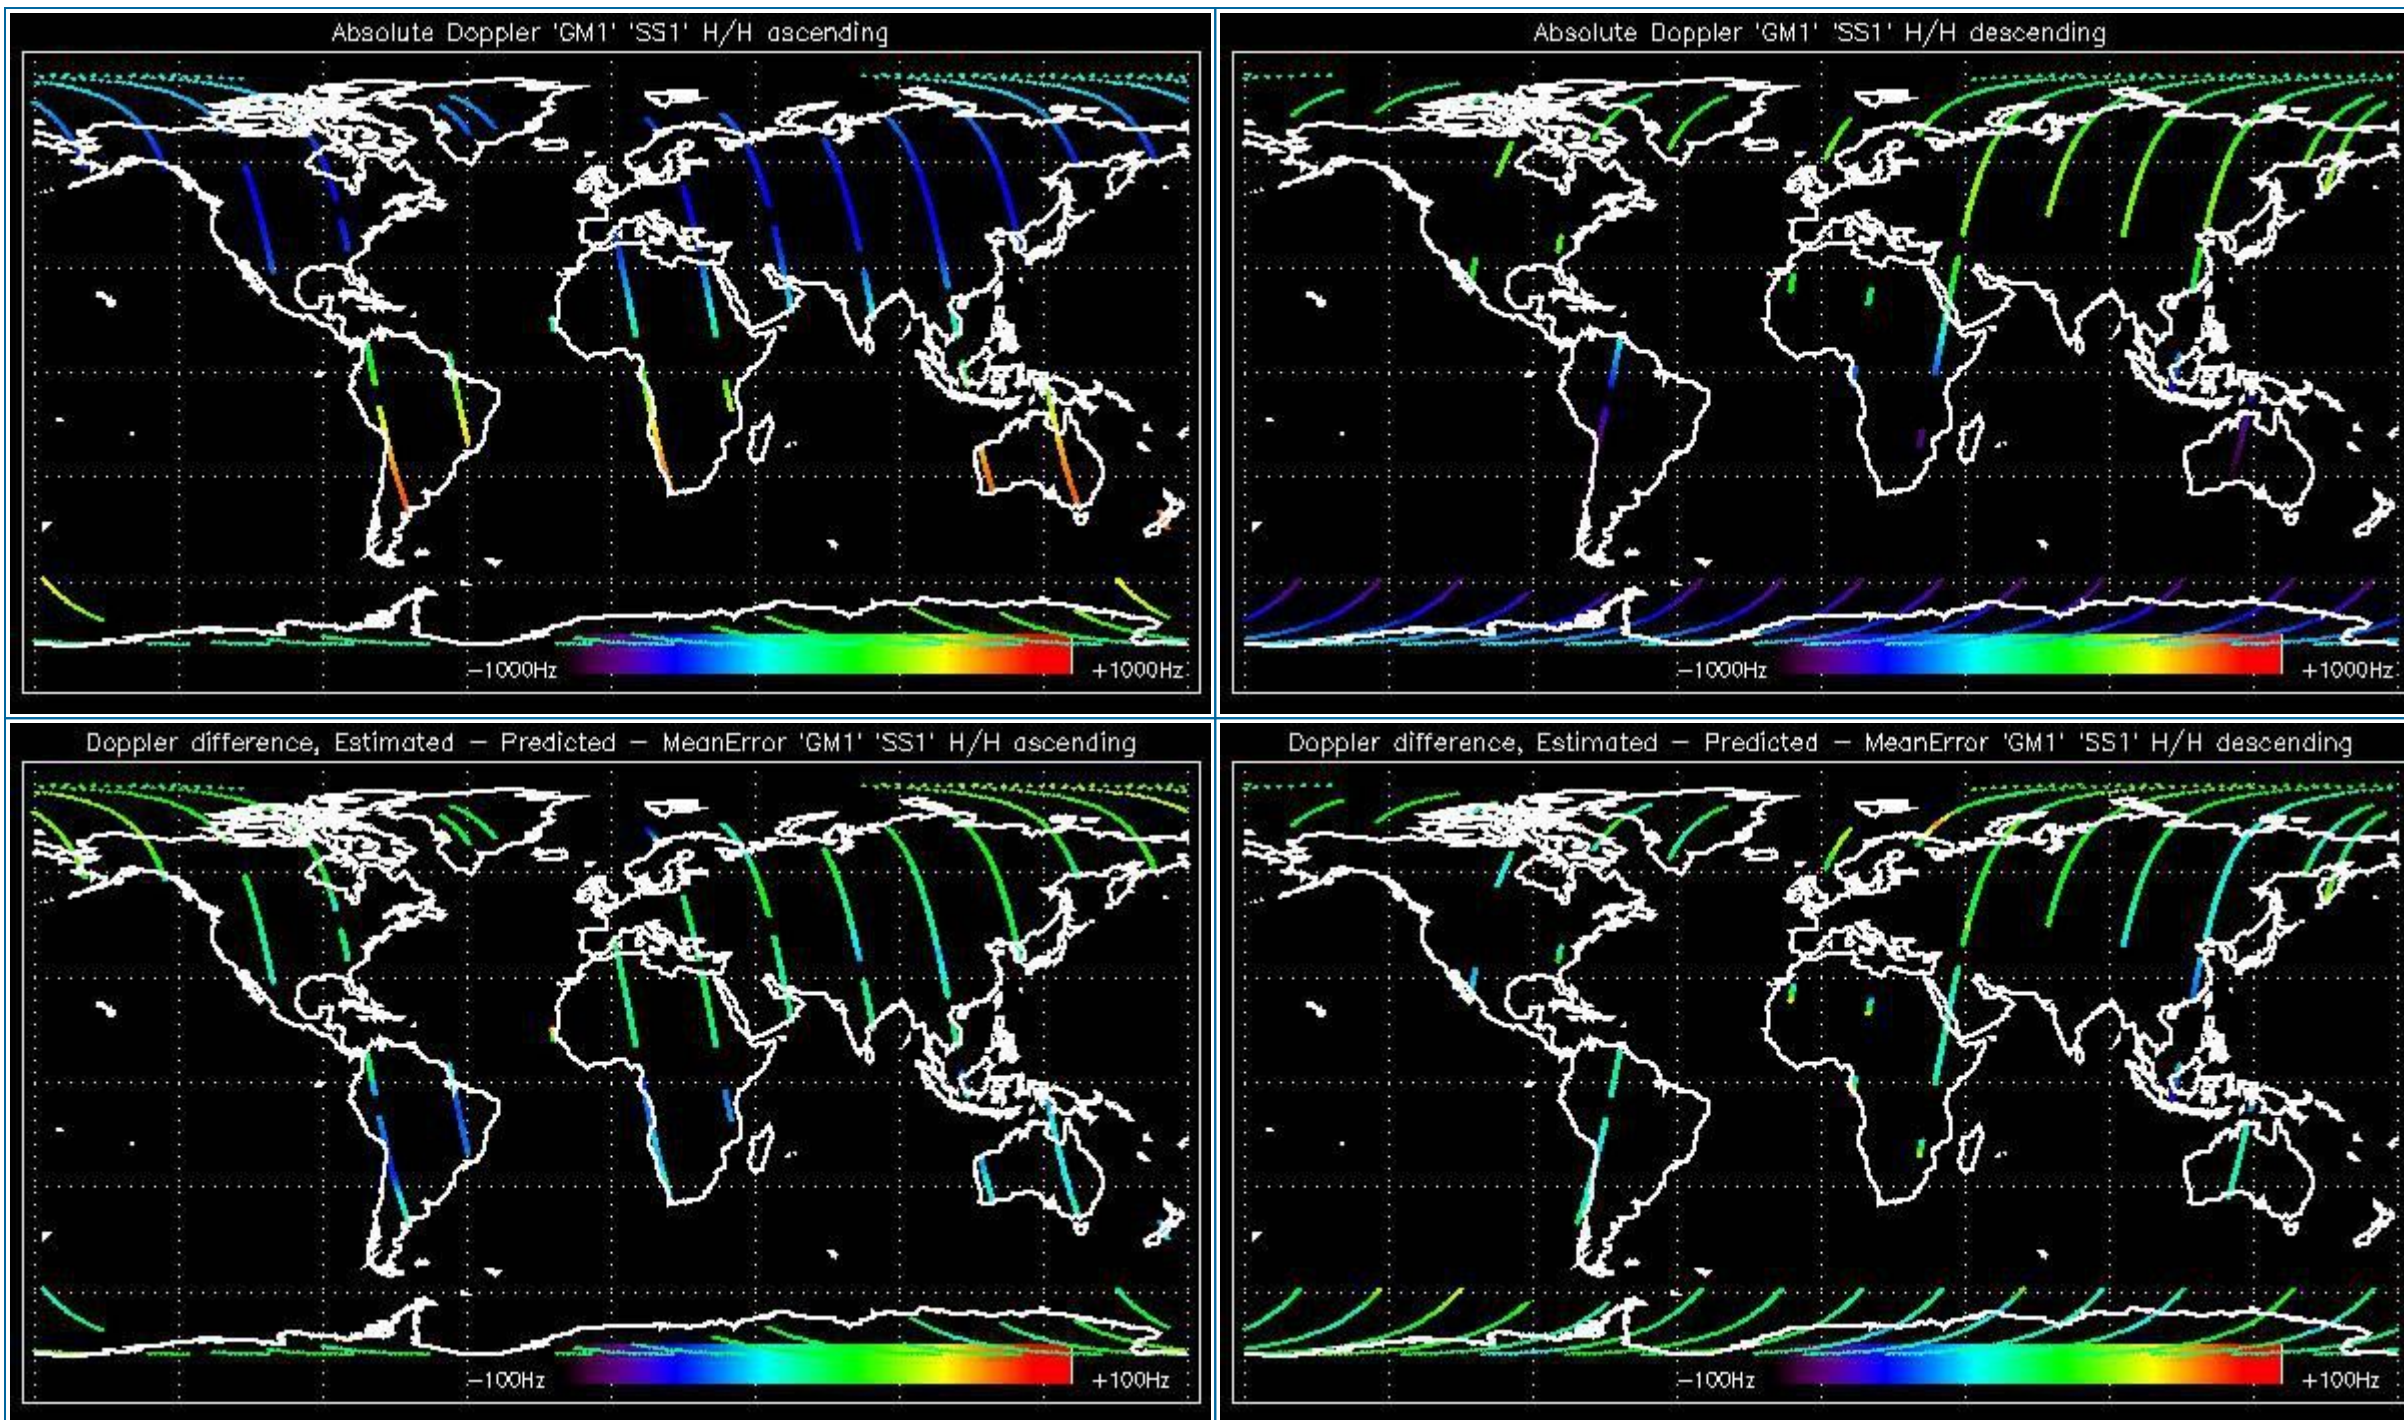 Absolute Doppler 'GM1' 'SS1' H/H ascending
-1000Hz
+1000Hz
Absolute Doppler 'GM1' 'SS1' H/H descending
-1000Hz
+1000Hz
Doppler difference, Estimated - Predicted - MeanError 'GM1' 'SS1' H/H ascending
-100Hz
+100Hz
Doppler difference, Estimated - Predicted - MeanError 'GM1' 'SS1' H/H descending
-100Hz
+100Hz